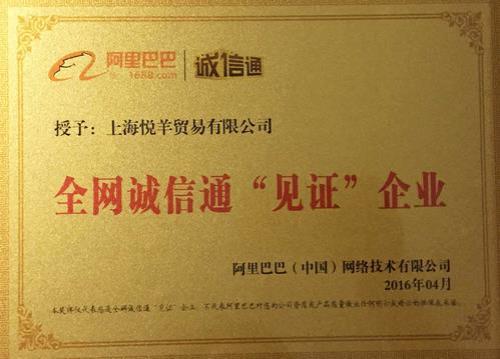 阿里巴巴 1688.com 诚信通
授予：上海悦羊贸易有限公司
全网诚信通“见证”企业
阿里巴巴（中国）网络技术有限公司
2016年04月